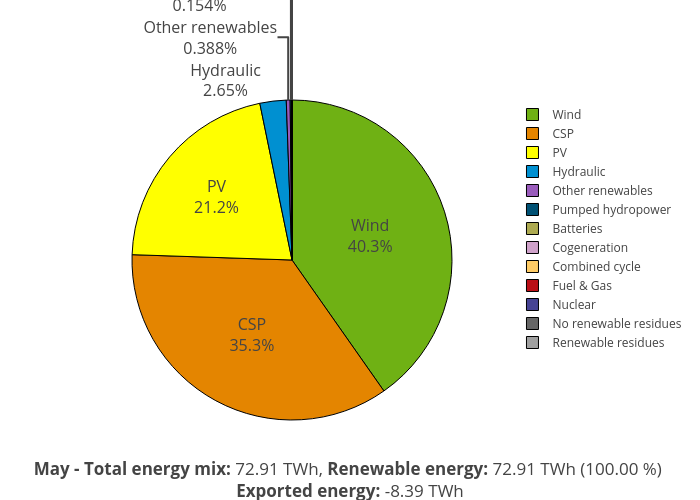 0.154%
Other renewables
0.388%
Hydraulic
2.65%
PV
21.2%
Wind
40.3%
CSP
35.3%
Wind
CSP
PV
Hydraulic
Other renewables
Pumped hydropower
Batteries
Cogeneration
Combined cycle
Fuel & Gas
Nuclear
No renewable residues
Renewable residues
May - Total energy mix: 72.91 TWh, Renewable energy: 72.91 TWh (100.00 %)
Exported energy: -8.39 TWh